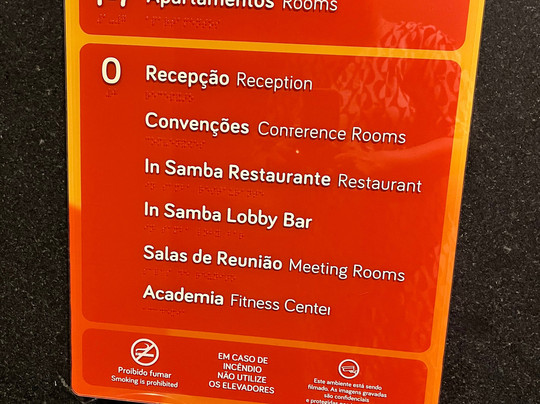 Apartamentos Rooms
0
Recepção Reception
Convenções Conference Rooms
In Samba Restaurante Restaurant
In Samba Lobby Bar
Salas de Reunião Meeting Rooms
Academia Fitness Center
Proibido fumar
Smoking is prohibited
EM CASO DE
INCÊNDIO
NÃO UTILIZE
OS ELEVADORES
Este ambiente está sendo
filmado. As imagens gravadas
são confidenciais
e protegidas